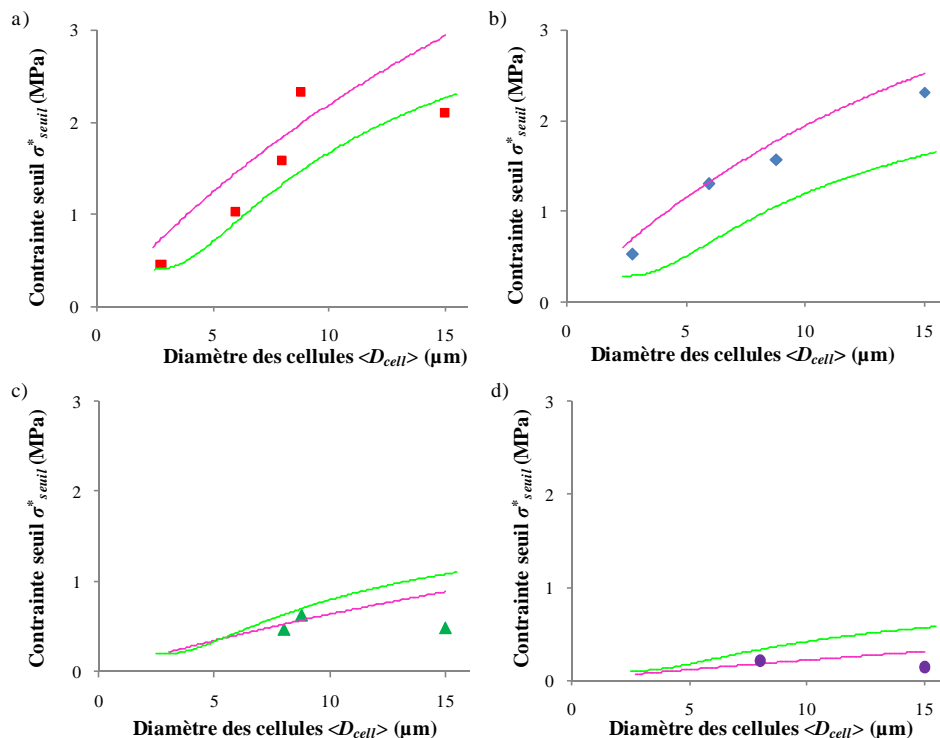 a)
Contrainte seuil σ*seuil (MPa)
3
2
1
0
0 5 10 15
Diamètre des cellules <Dcell> (µm)
b)
Contrainte seuil σ*seuil (MPa)
3
2
1
0
0 5 10 15
Diamètre des cellules <Dcell> (µm)
c)
Contrainte seuil σ*seuil (MPa)
3
2
1
0
0 5 10 15
Diamètre des cellules <Dcell> (µm)
d)
Contrainte seuil σ*seuil (MPa)
3
2
1
0
0 5 10 15
Diamètre des cellules <Dcell> (µm)